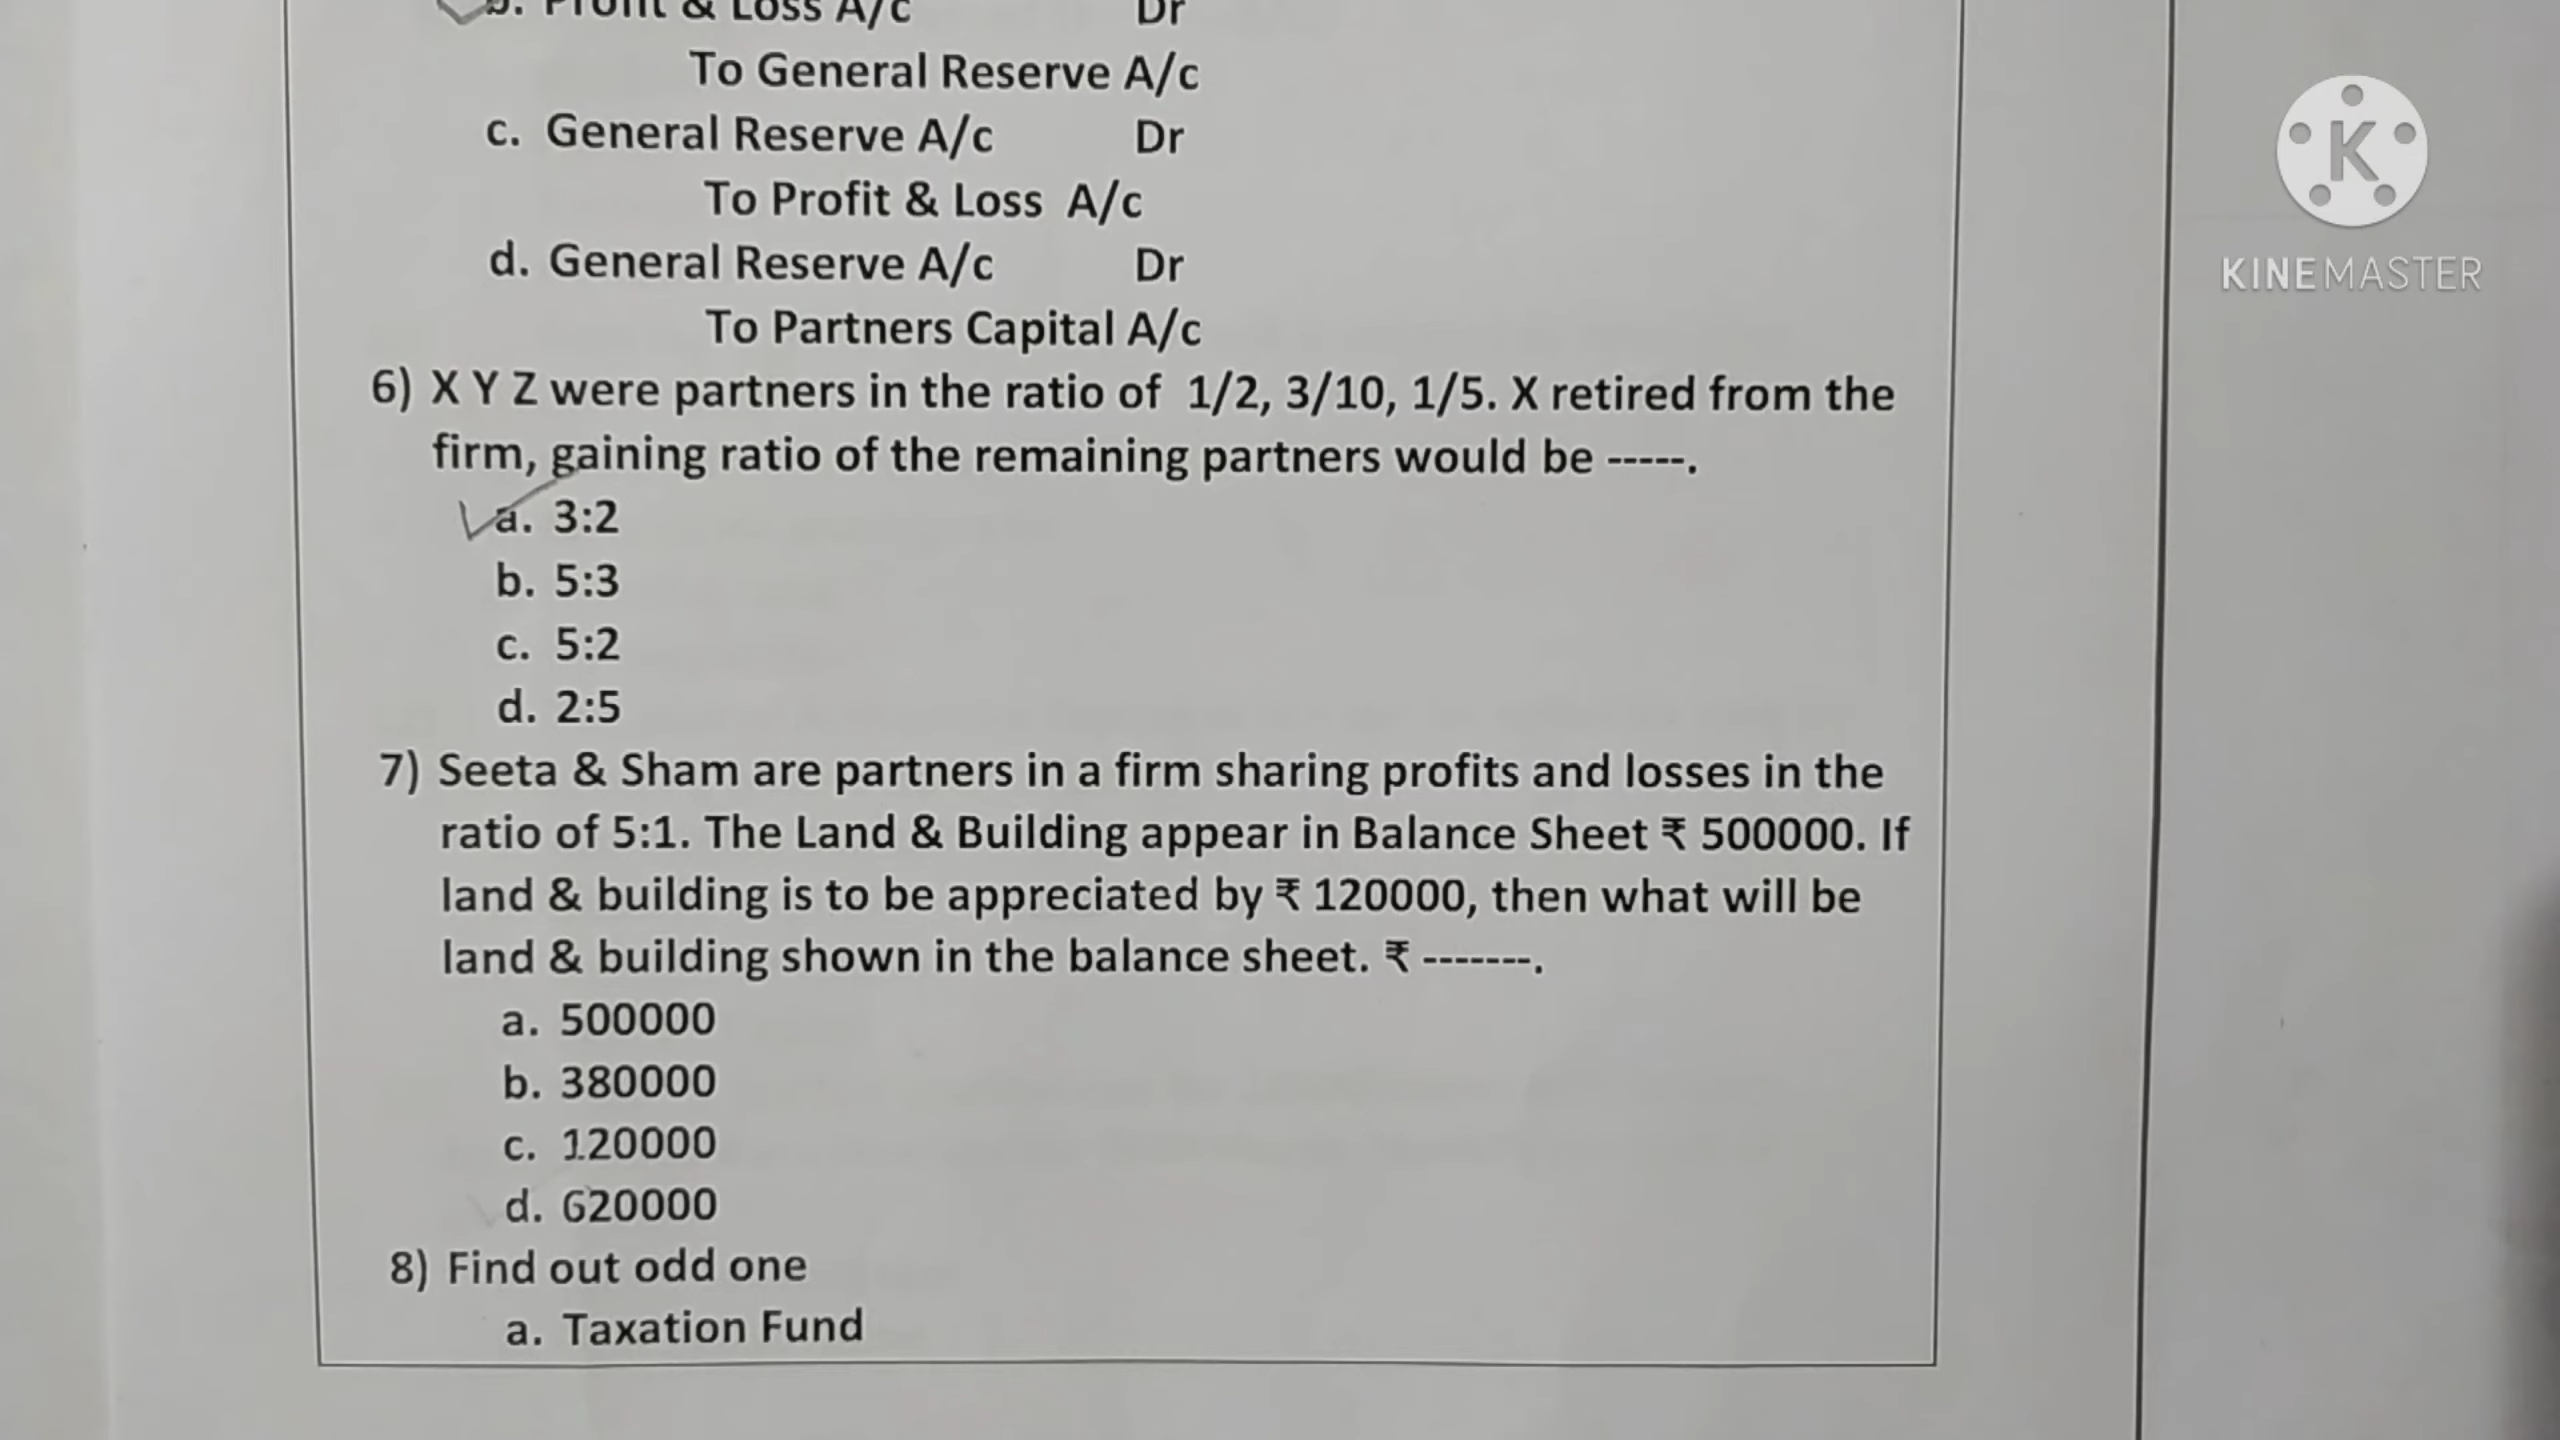 b. Profit & Loss A/c Dr
To General Reserve A/c
c. General Reserve A/c Dr
To Profit & Loss A/c
d. General Reserve A/c Dr
To Partners Capital A/c
6) X Y Z were partners in the ratio of 1/2, 3/10, 1/5. X retired from the
firm, gaining ratio of the remaining partners would be -----.
a. 3:2
b. 5:3
c. 5:2
d. 2:5
7) Seeta & Sham are partners in a firm sharing profits and losses in the
ratio of 5:1. The Land & Building appear in Balance Sheet ₹ 500000. If
land & building is to be appreciated by ₹ 120000, then what will be
land & building shown in the balance sheet. ₹ -------.
a. 500000
b. 380000
c. 120000
d. 620000
8) Find out odd one
a. Taxation Fund
K
KINEMASTER